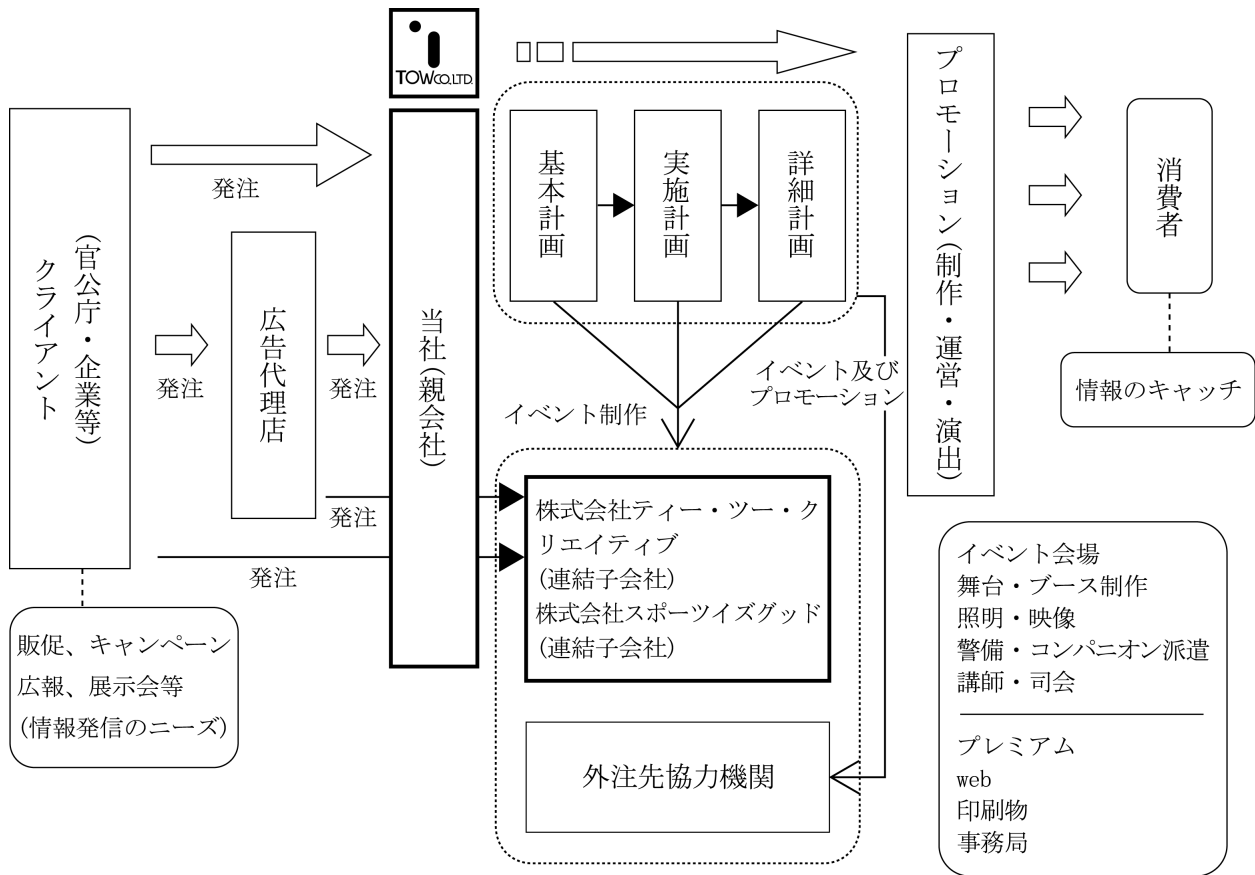 TOW CO.,LTD.
(官公庁・企業等)
クライアント
発注
発注
広告代理店
発注
発注
発注
当社(親会社)
基本計画
実施計画
詳細計画
イベント制作
イベント及び
プロモーション
株式会社ティー・ツー・ク
リエイティブ
(連結子会社)
株式会社スポーツイズグッド
(連結子会社)
外注先協力機関
プロモーション(制作・運営・演出)
消費者
情報のキャッチ
販促、キャンペーン
広報、展示会等
(情報発信のニーズ)
イベント会場
舞台・ブース制作
照明・映像
警備・コンパニオン派遣
講師・司会
プレミアム
web
印刷物
事務局